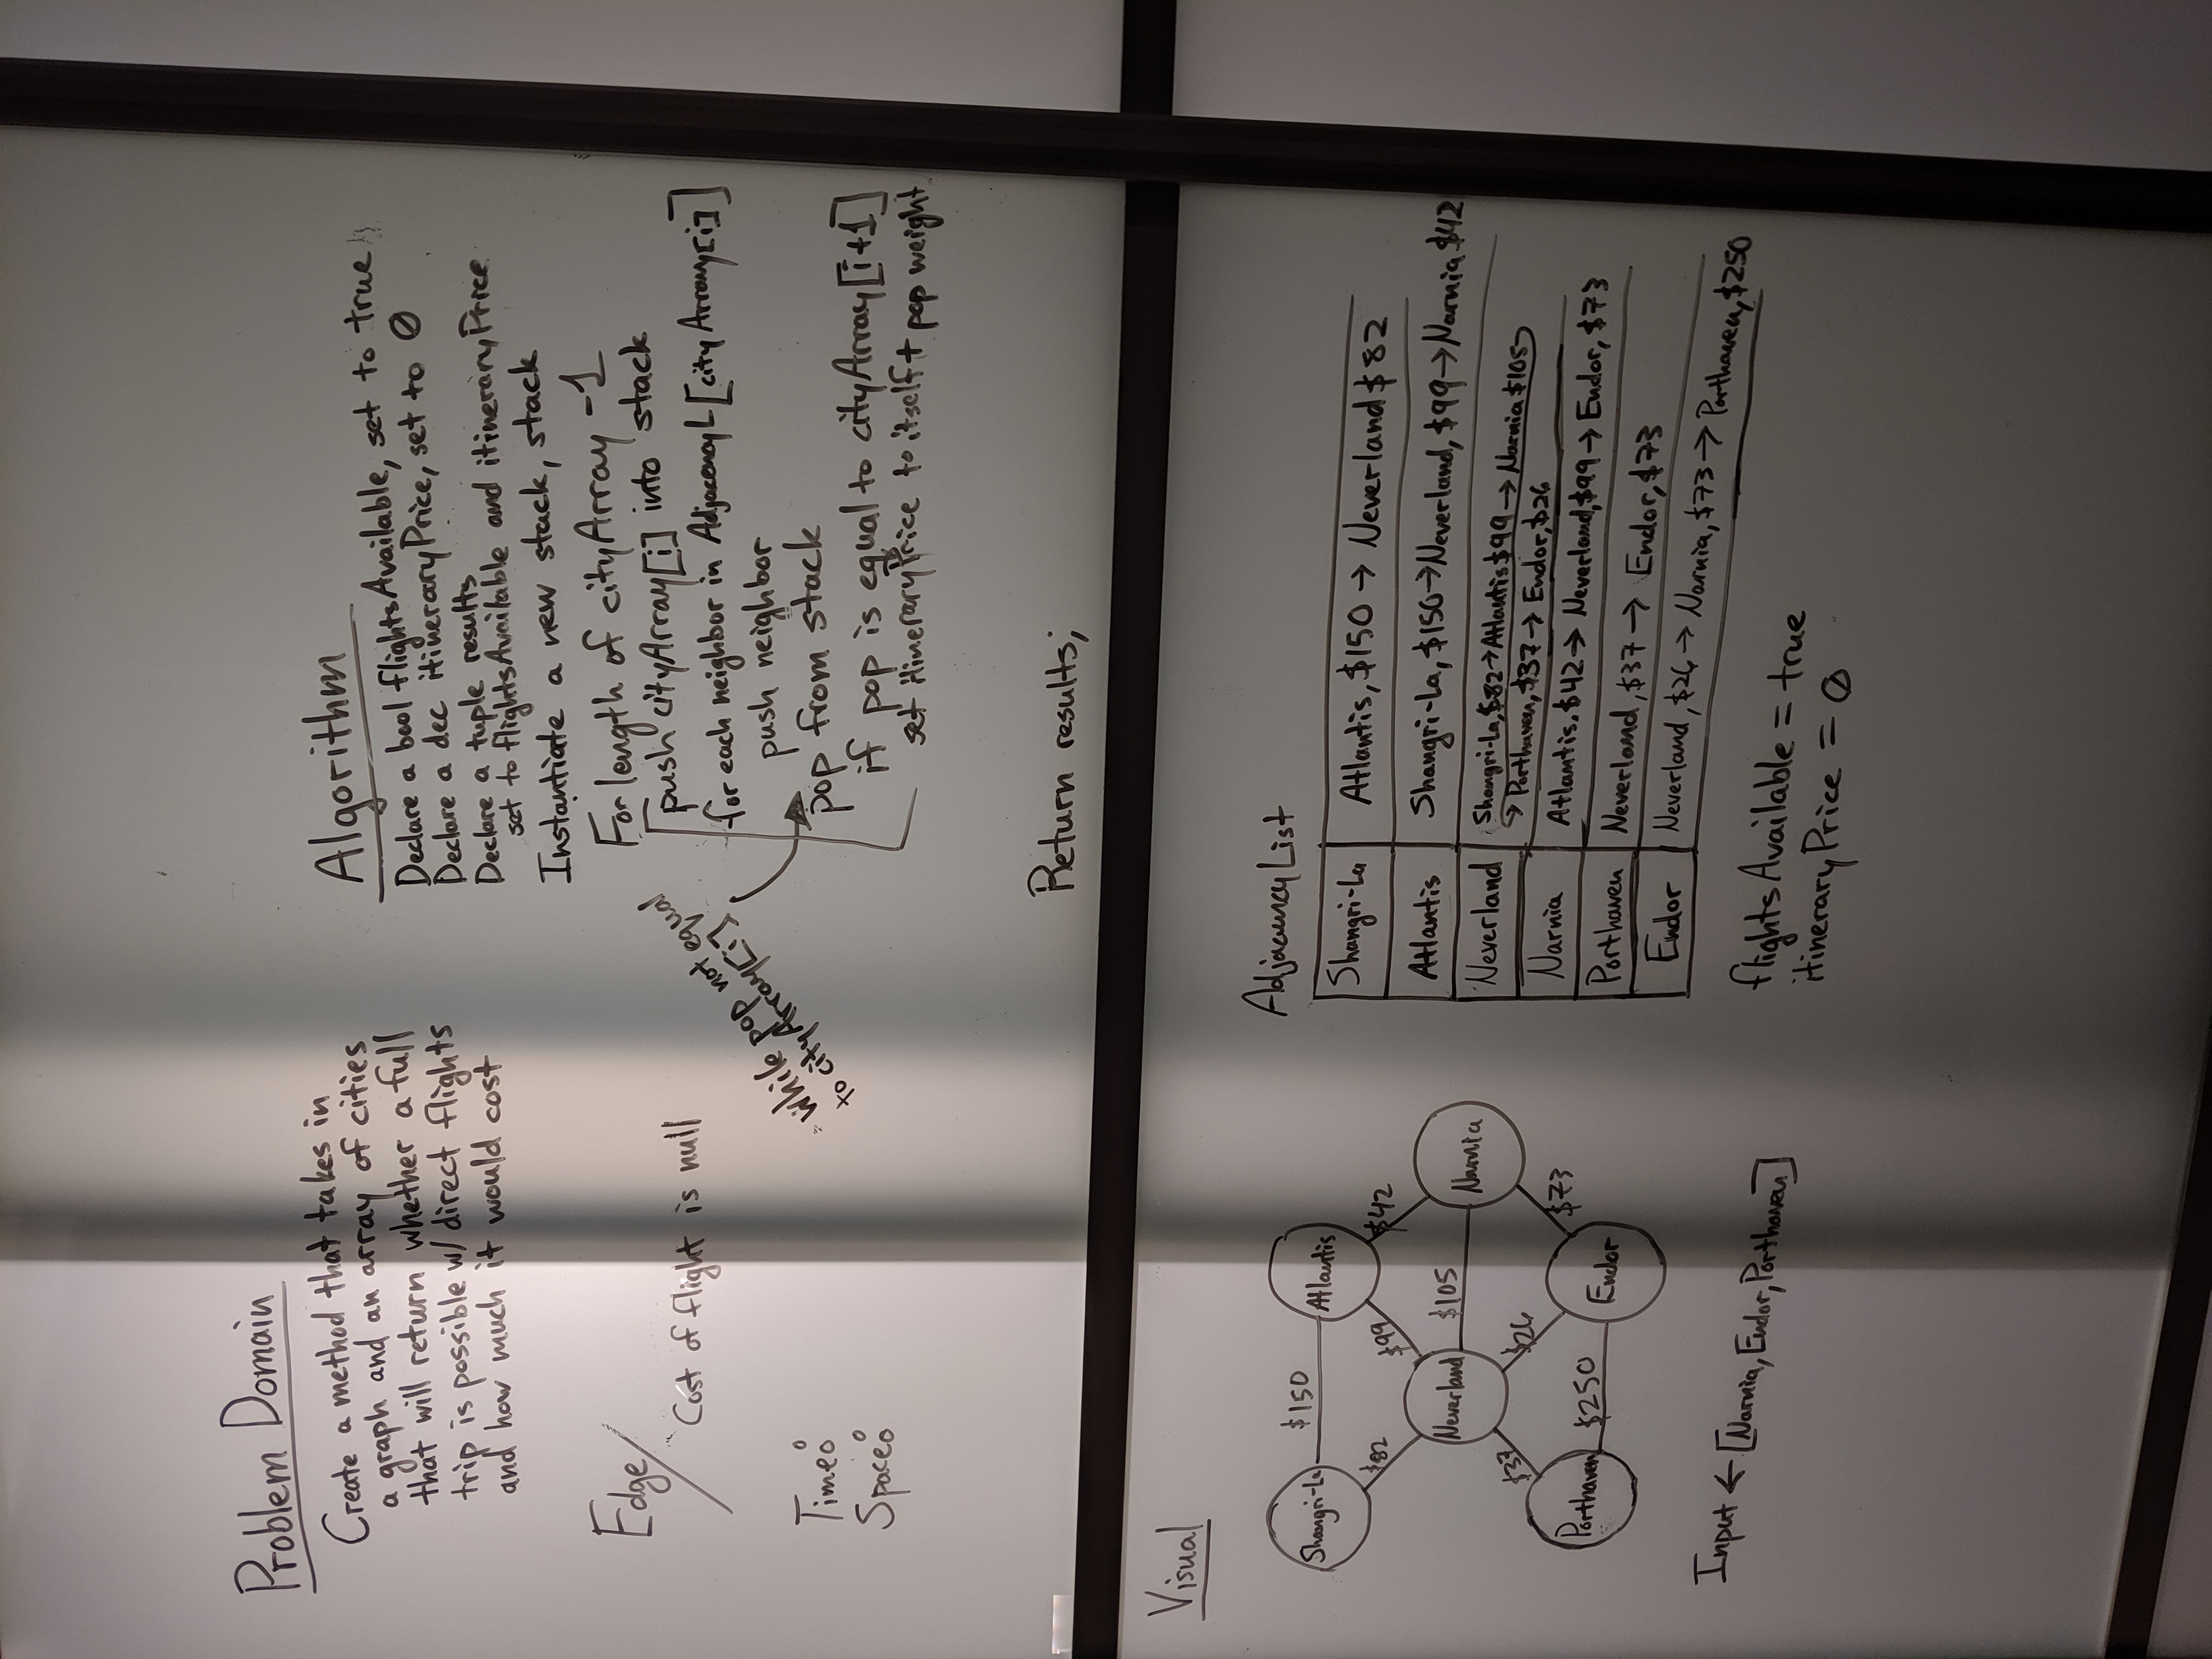 Problem Domain
Create a method that takes in
a graph and an array of cities
that will return whether a full
trip is possible w/ direct flights
and how much it would cost
Edge
Cost of flight is null
Time:
Space:
Algorithm
Declare a bool flightsAvailable, set to true
Declare a dec itineraryPrice, set to 0
Declare a tuple results
set to flightsAvailable and itineraryPrice
Instantiate a new stack, stack
For length of cityArray -1
push cityArray[i] into stack
for each neighbor in AdjacencyL[cityArray[i]]
push neighbor
while pop not equal
to cityArray[i]
pop from stack
if pop is equal to cityArray[i+1]
set itineraryPrice to itself + pop weight
Return results;
Visual
Shangri-La
$150
Atlantis
$82
$99
$42
Neverland
$105
Narnia
$37
$26
$73
Porthaven
$250
Endor
Input ← [Narnia, Endor, Porthaven]
AdjacencyList
Shangri-La Atlantis, $150 → Neverland $82
Atlantis Shangri-La, $150 → Neverland, $99 → Narnia $42
Neverland Shangri-La, $82 → Atlantis $99 → Narnia $105
→ Porthaven, $37 → Endor, $26
Narnia Atlantis, $42 → Neverland, $99 → Endor, $73
Porthaven Neverland, $37 → Endor, $73
Endor Neverland, $26 → Narnia, $73 → Porthaven, $250
flightsAvailable = true
itineraryPrice = 0